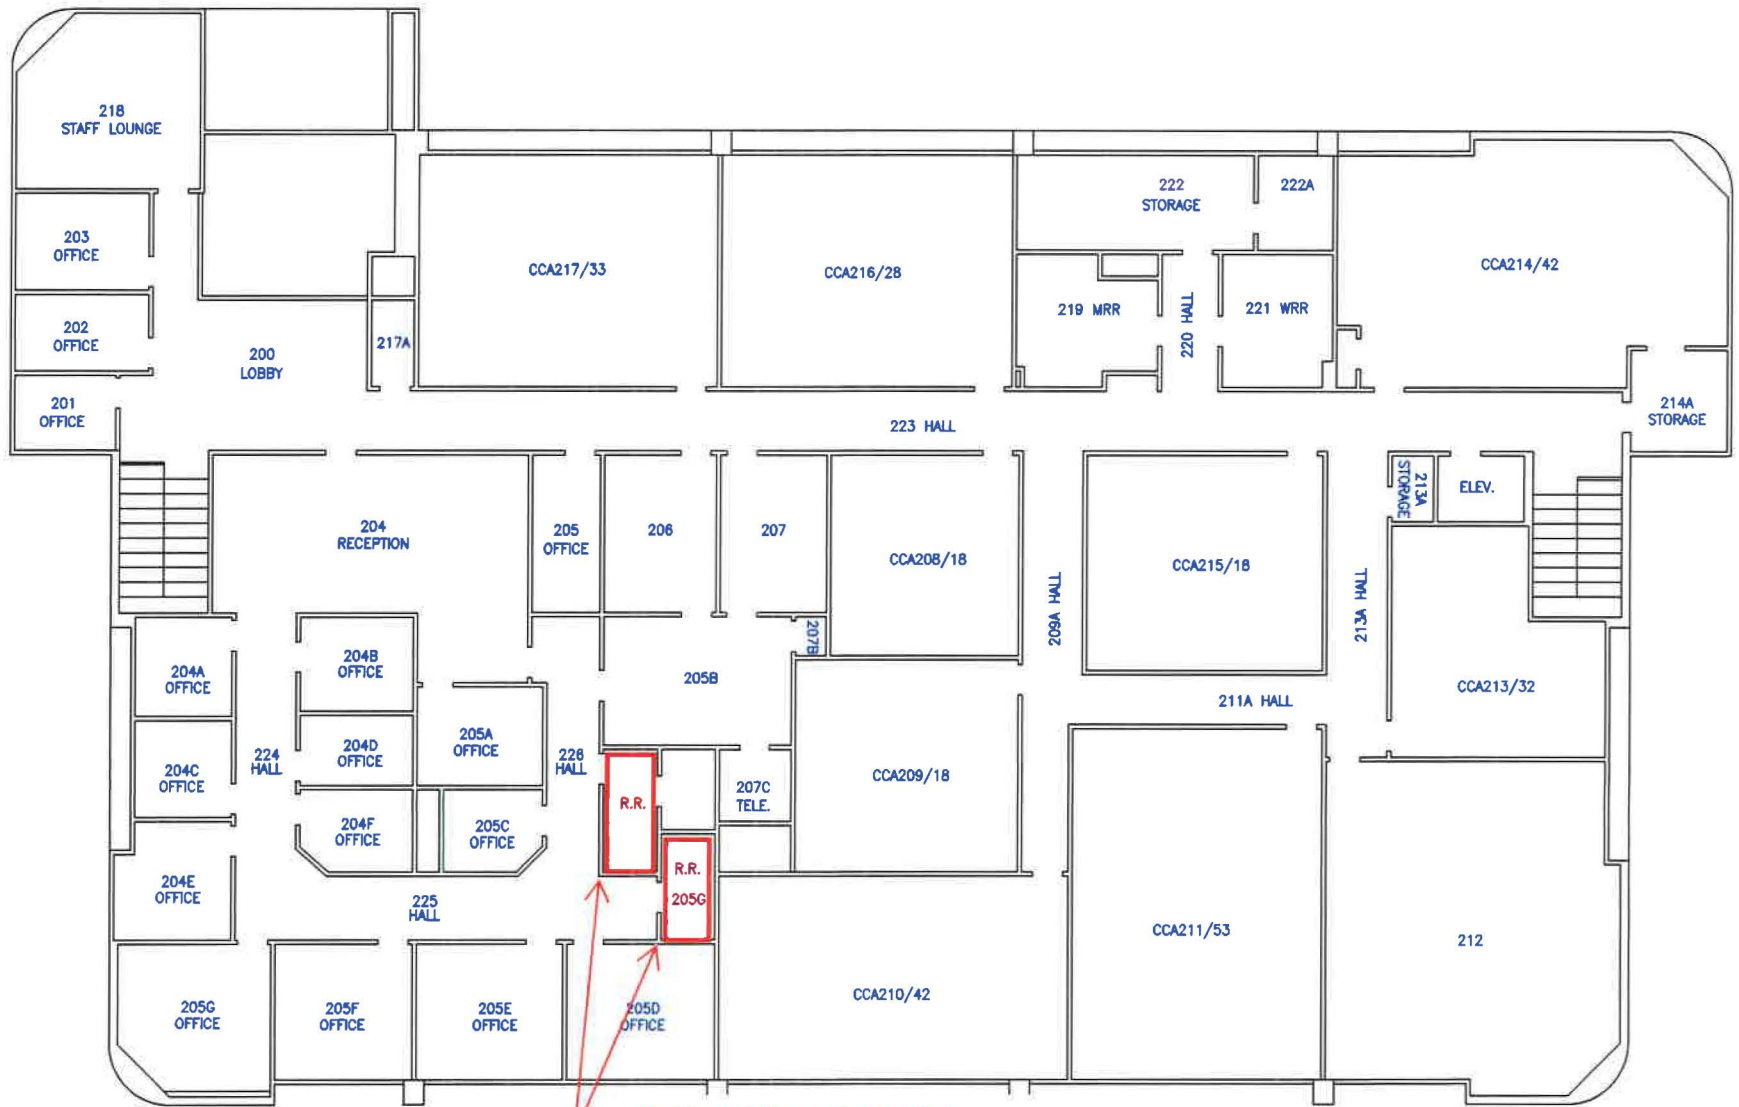 218
STAFF LOUNGE
222
STORAGE
222A
203
OFFICE
CCA217/33
CCA216/28
CCA214/42
202
OFFICE
219 MRR
220 HALL
221 WRR
200
LOBBY
217A
201
OFFICE
223 HALL
214A
STORAGE
204
RECEPTION
205
OFFICE
206
207
CCA208/18
209A HALL
CCA215/18
213A HALL
213A
STORAGE
ELEV.
204A
OFFICE
204B
OFFICE
207B
205B
211A HALL
CCA213/32
204C
OFFICE
224
HALL
204D
OFFICE
205A
OFFICE
226
HALL
R.R.
207C
TELE.
CCA209/18
204F
OFFICE
205C
OFFICE
204E
OFFICE
225
HALL
R.R.
205G
CCA211/53
212
205G
OFFICE
205F
OFFICE
205E
OFFICE
205D
OFFICE
CCA210/42